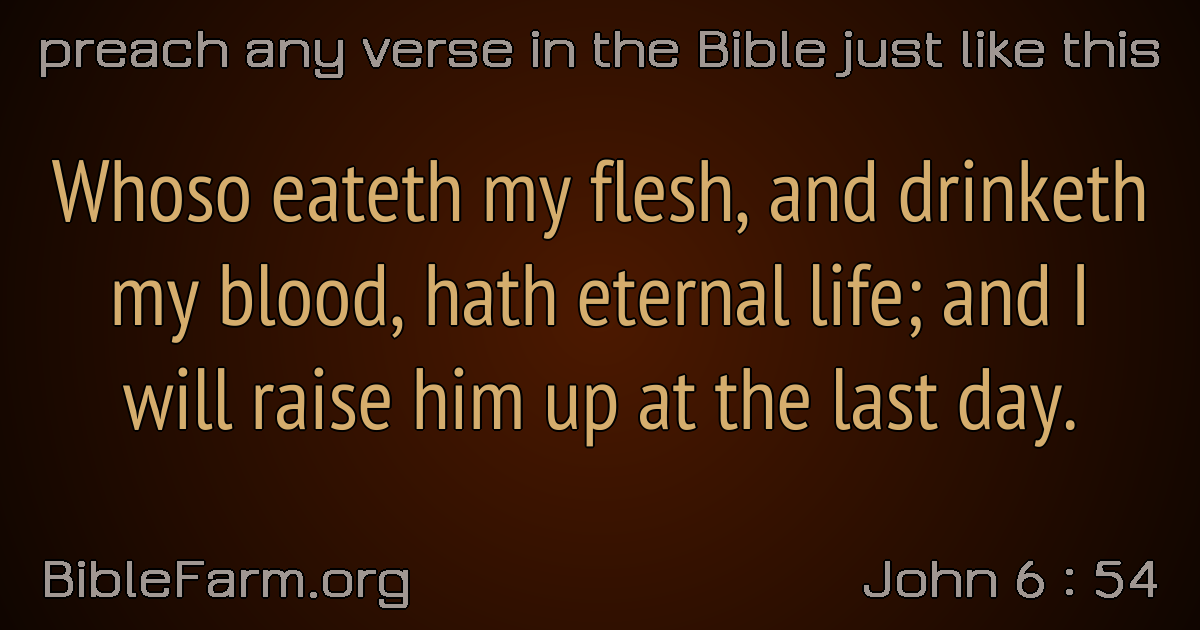 preach any verse in the Bible just like this
Whoso eateth my flesh, and drinketh
my blood, hath eternal life; and I
will raise him up at the last day.
BibleFarm.org
John 6 : 54